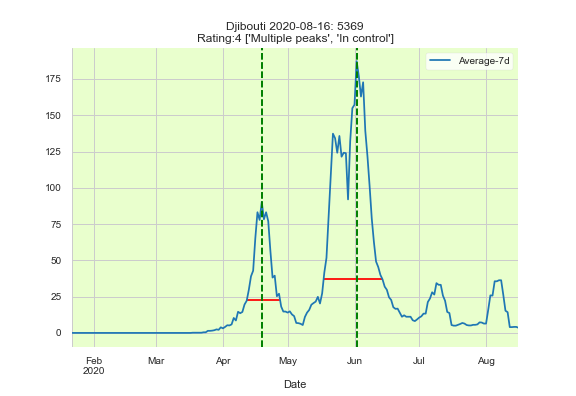 Djibouti 2020-08-16: 5369
Rating:4 ['Multiple peaks', 'In control']
Average-7d
175
150
125
100
75
50
25
0
Feb
2020
Mar
Apr
May
Jun
Jul
Aug
Date